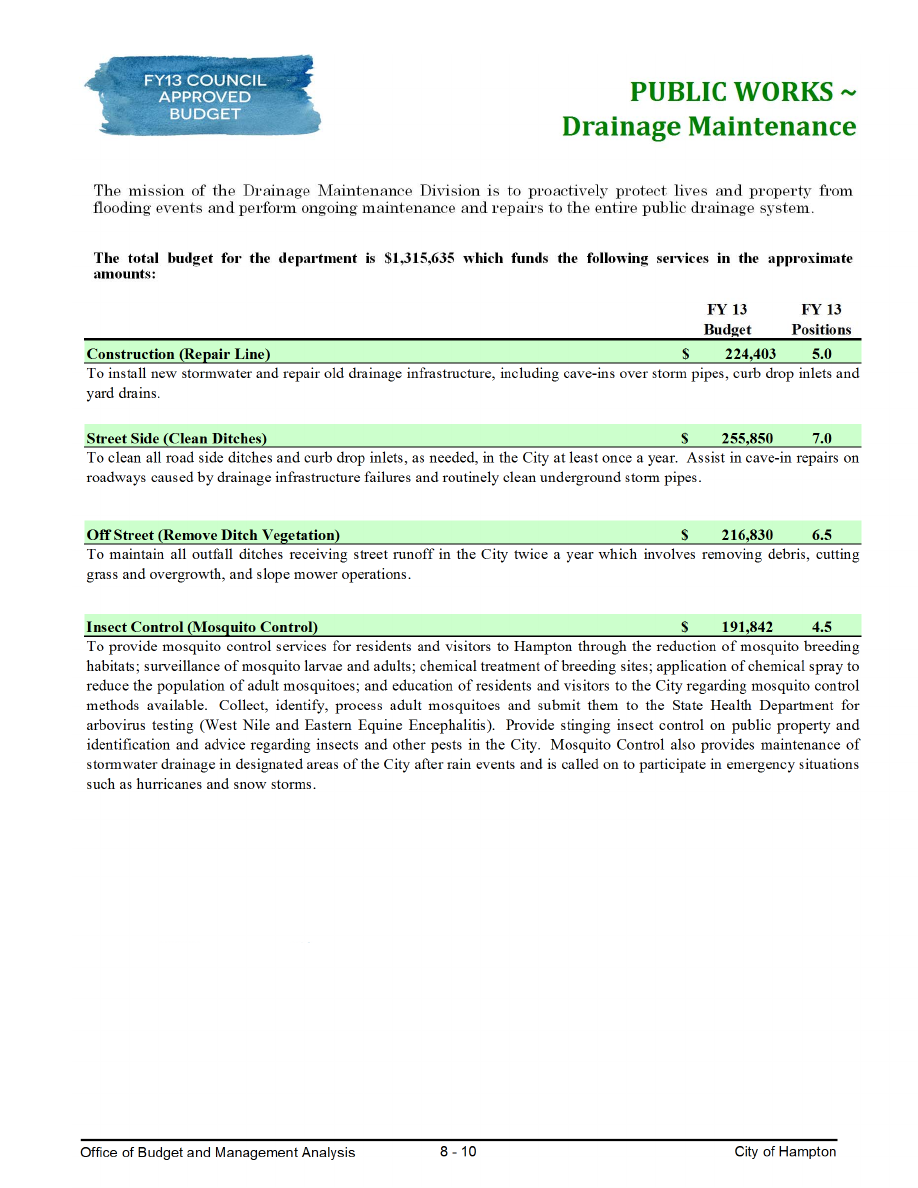 FY13 COUNCIL
APPROVED
BUDGET
PUBLIC WORKS ~
Drainage Maintenance
The mission of the Drainage Maintenance Division is to proactively protect lives and property from
flooding events and perform ongoing maintenance and repairs to the entire public drainage system.
The total budget for the department is $1,315,635 which funds the following services in the approximate
amounts:
FY 13 FY 13
Budget Positions
Construction (Repair Line) $ 224,403 5.0
To install new stormwater and repair old drainage infrastructure, including cave-ins over storm pipes, curb drop inlets and
yard drains.
Street Side (Clean Ditches) $ 255,850 7.0
To clean all road side ditches and curb drop inlets, as needed, in the City at least once a year. Assist in cave-in repairs on
roadways caused by drainage infrastructure failures and routinely clean underground storm pipes.
Off Street (Remove Ditch Vegetation) $ 216,830 6.5
To maintain all outfall ditches receiving street runoff in the City twice a year which involves removing debris, cutting
grass and overgrowth, and slope mower operations.
Insect Control (Mosquito Control) $ 191,842 4.5
To provide mosquito control services for residents and visitors to Hampton through the reduction of mosquito breeding
habitats; surveillance of mosquito larvae and adults; chemical treatment of breeding sites; application of chemical spray to
reduce the population of adult mosquitoes; and education of residents and visitors to the City regarding mosquito control
methods available. Collect, identify, process adult mosquitoes and submit them to the State Health Department for
arbovirus testing (West Nile and Eastern Equine Encephalitis). Provide stinging insect control on public property and
identification and advice regarding insects and other pests in the City. Mosquito Control also provides maintenance of
stormwater drainage in designated areas of the City after rain events and is called on to participate in emergency situations
such as hurricanes and snow storms.
Office of Budget and Management Analysis 8 - 10 City of Hampton